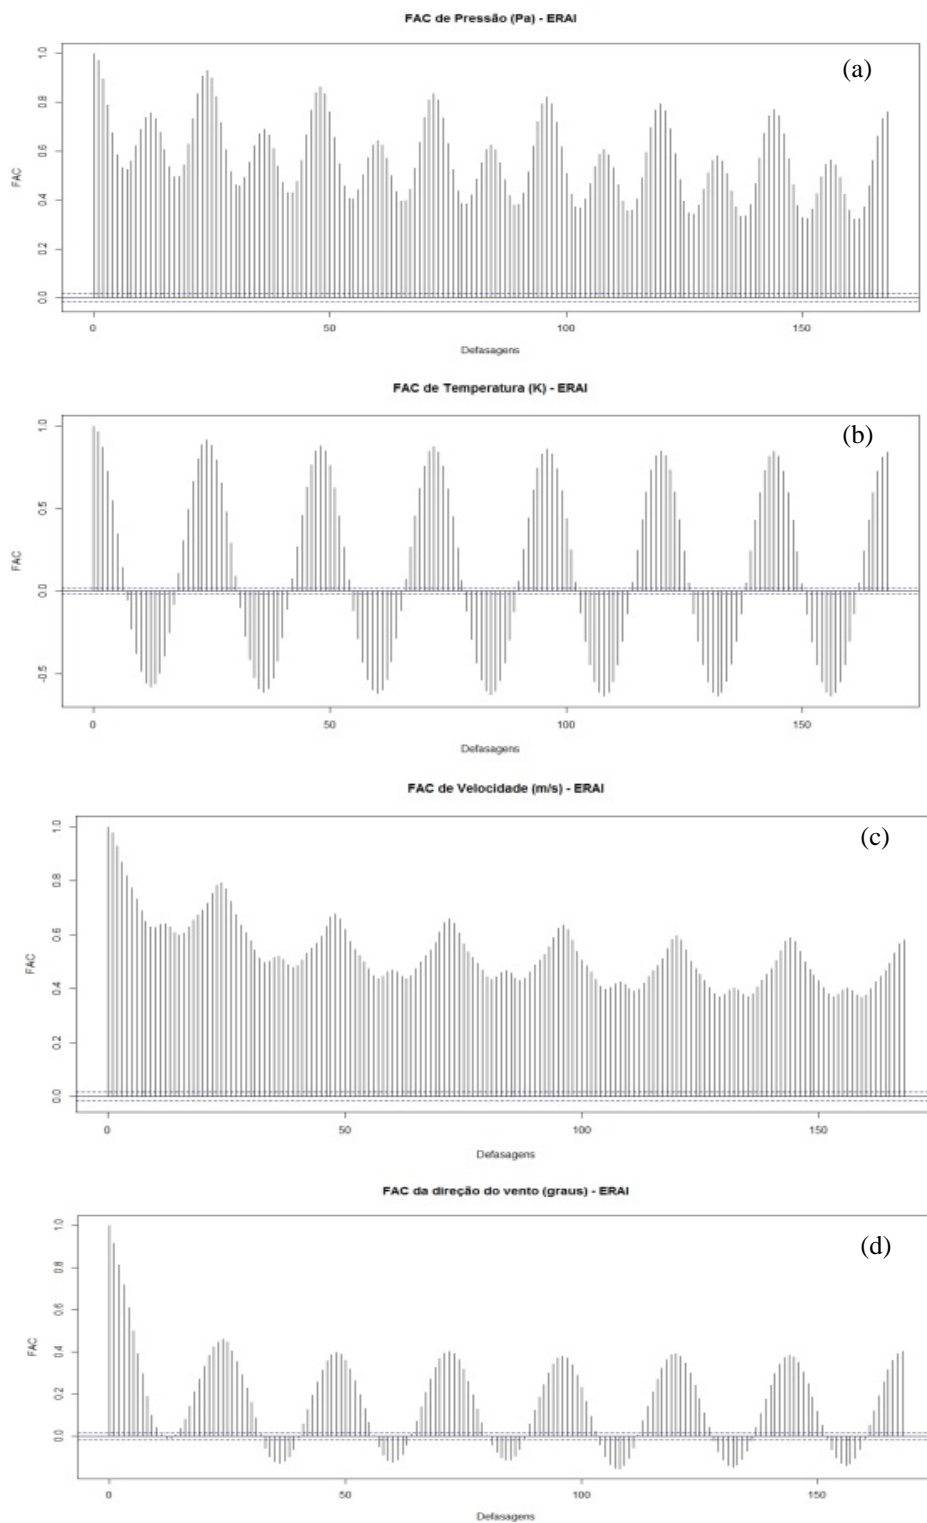 FAC de Pressão (Pa) - ERAI
(a)
1.0
0.8
0.6
0.4
0.2
0.0
FAC
0
50
100
150
Defasagens
FAC de Temperatura (K) - ERAI
(b)
1.0
0.5
0.0
-0.5
FAC
0
50
100
150
Defasagens
FAC de Velocidade (m/s) - ERAI
(c)
1.0
0.8
0.6
0.4
0.2
0.0
FAC
0
50
100
150
Defasagens
FAC da direção do vento (graus) - ERAI
(d)
1.0
0.8
0.6
0.4
0.2
0.0
FAC
0
50
100
150
Defasagens